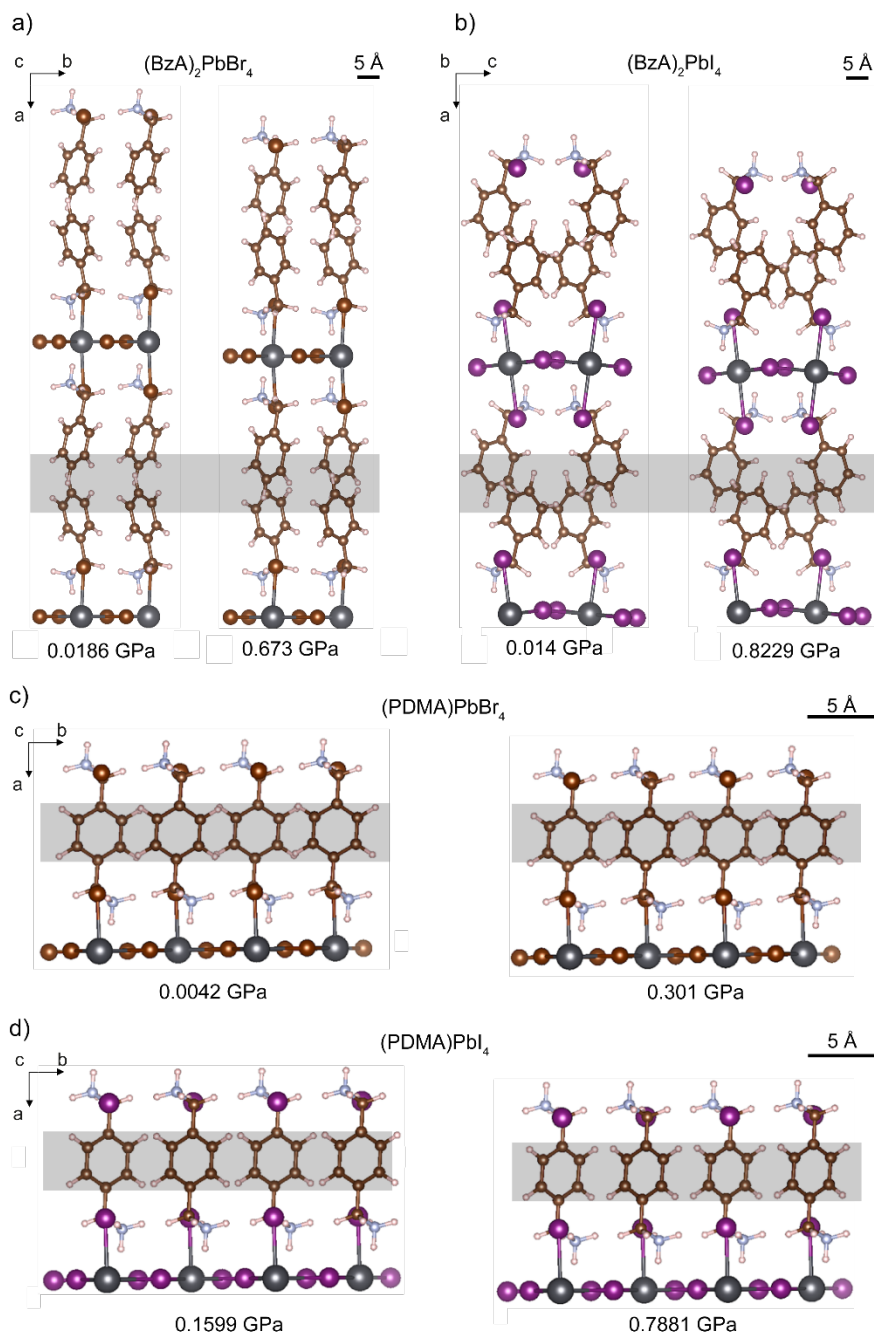 a)
(BzA)₂PbBr₄
5 Å
c b
a
0.0186 GPa
0.673 GPa
b)
(BzA)₂PbI₄
5 Å
b c
a
0.014 GPa
0.8229 GPa
c)
(PDMA)PbBr₄
5 Å
c b
a
0.0042 GPa
0.301 GPa
d)
(PDMA)PbI₄
5 Å
c b
a
0.1599 GPa
0.7881 GPa